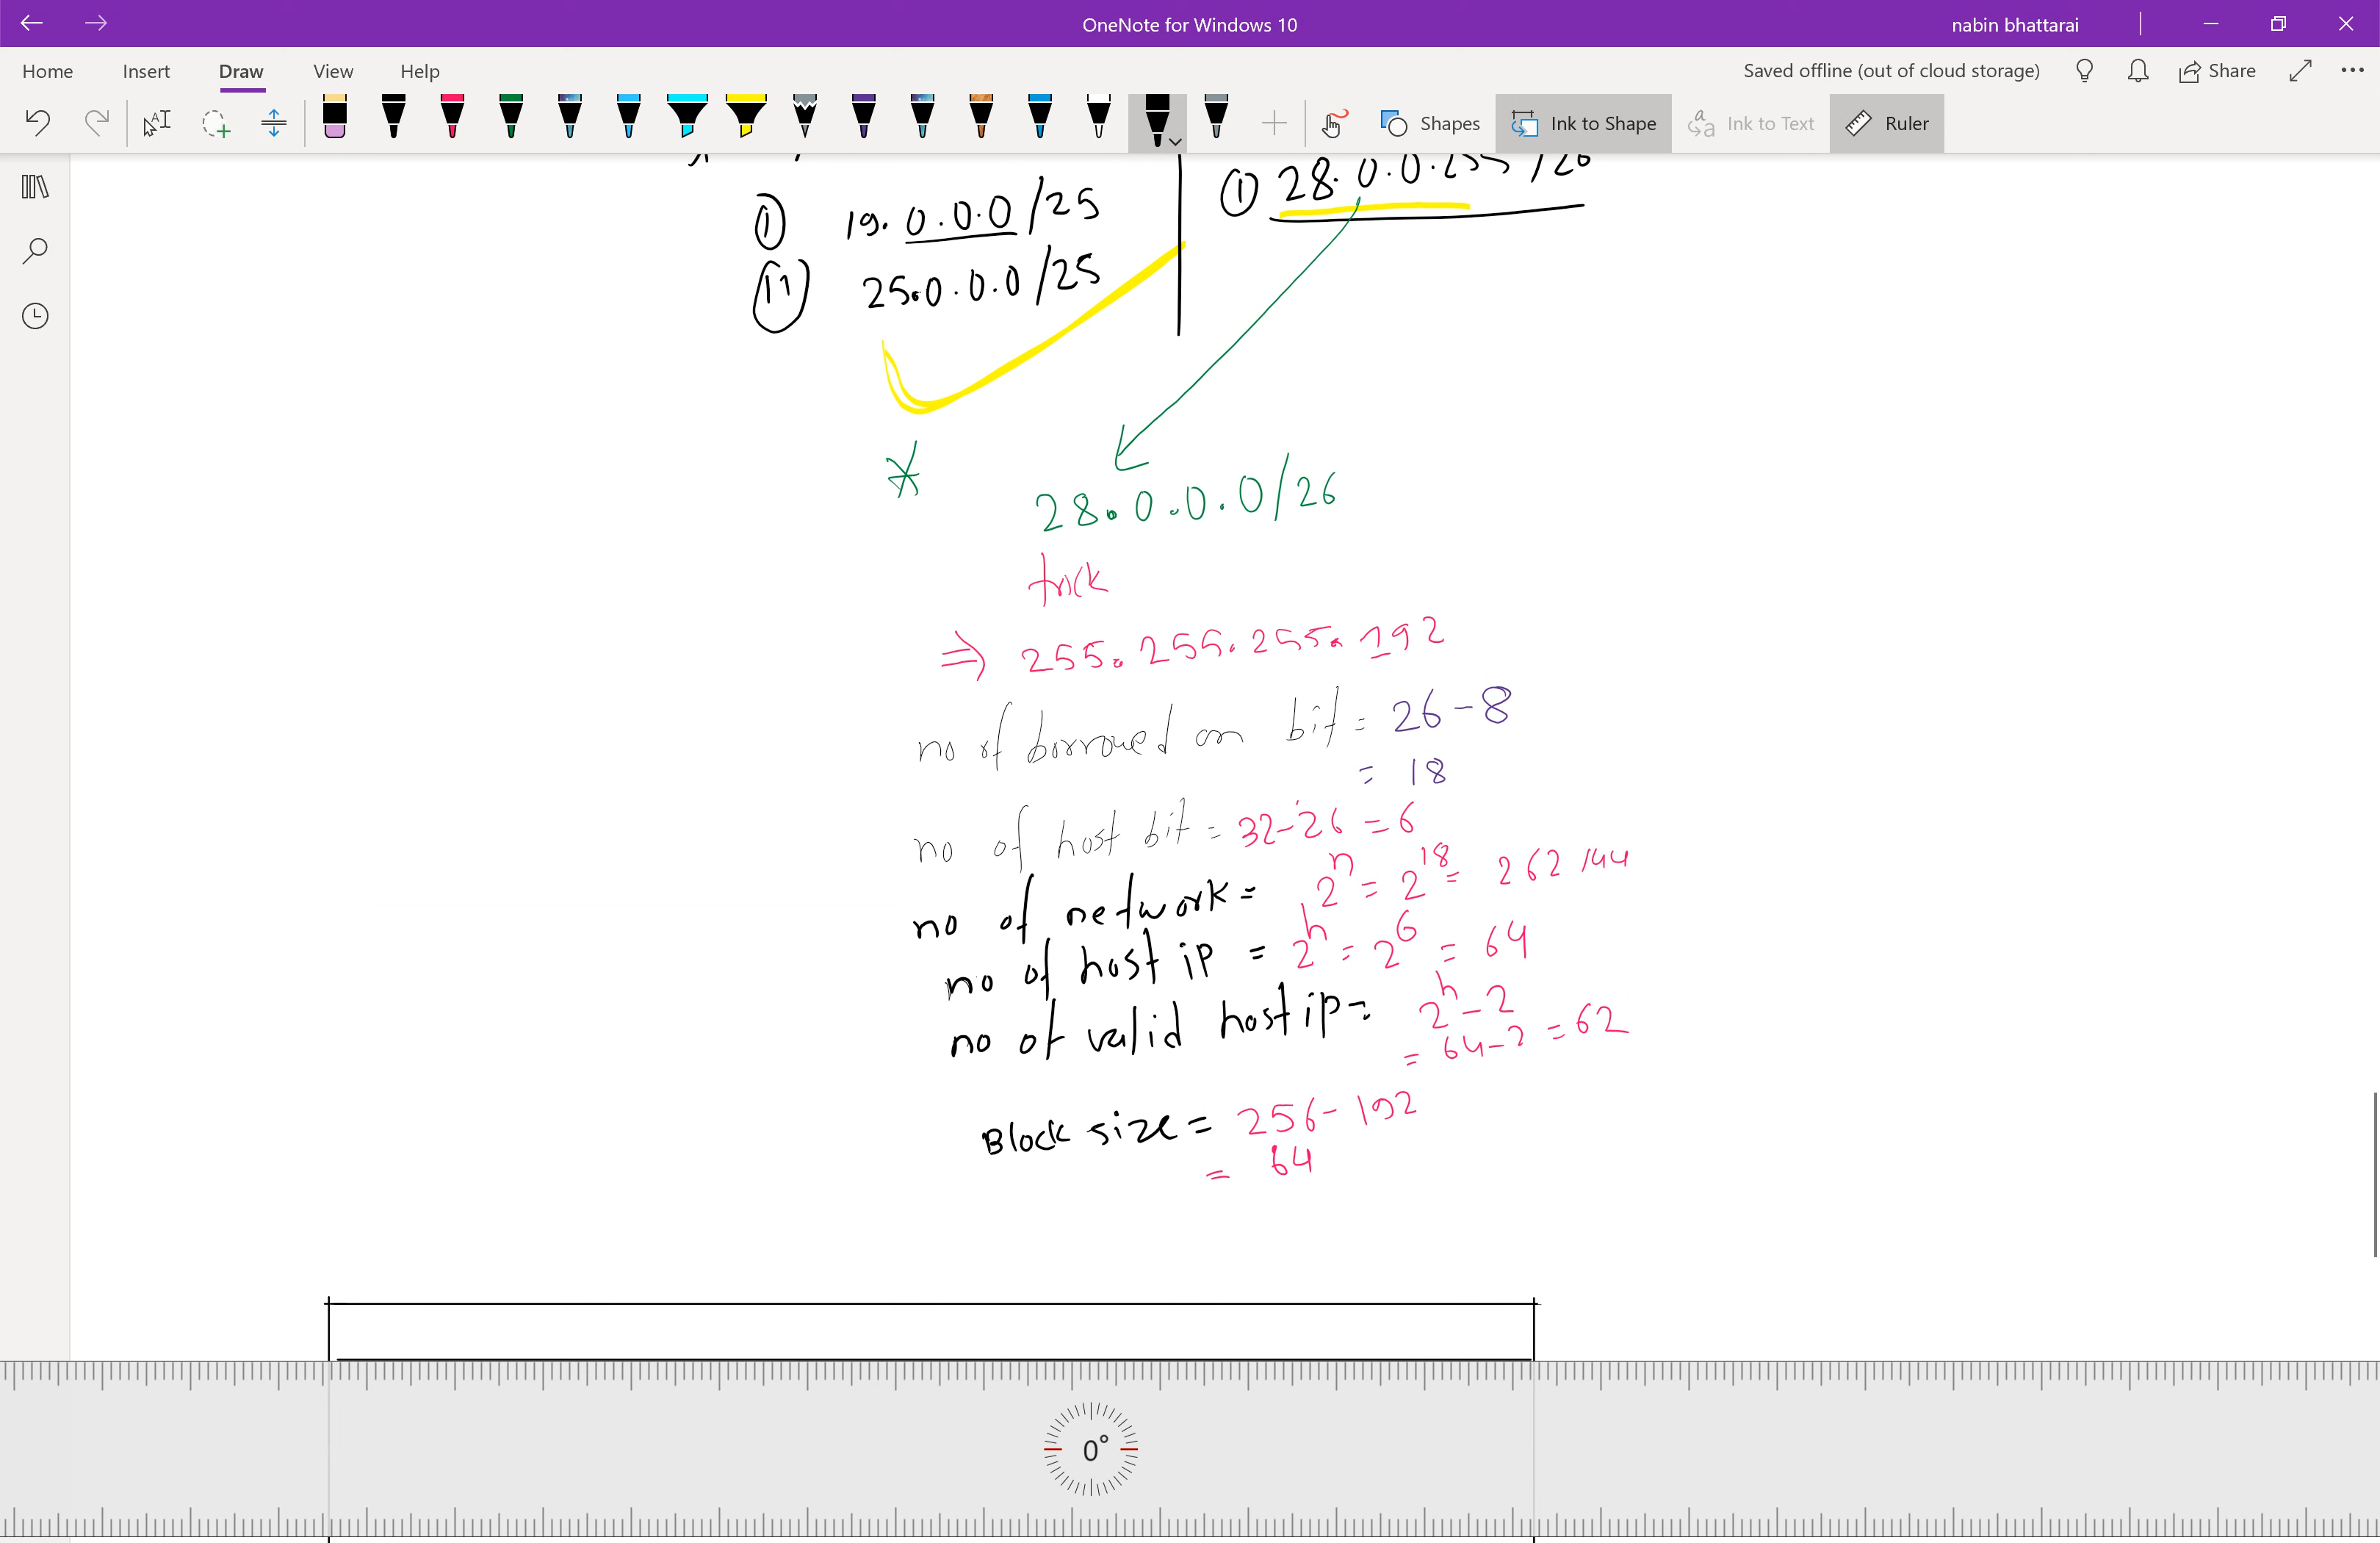 OneNote for Windows 10
nabin bhattarai
Home Insert Draw View Help
Saved offline (out of cloud storage) Share
Shapes Ink to Shape Ink to Text Ruler
(i) 19.0.0.0/25
(ii) 25.0.0.0/25
(i) 28.0.0.255/26
28.0.0.0/26
trick
⇒ 255.255.255.192
no of borrowed on bit = 26-8
= 18
no of host bit = 32-26 = 6
no of network = 2^n = 2^18 = 262144
no of host ip = 2^h = 2^6 = 64
no of valid host ip = 2^h - 2
= 64-2 = 62
Block size = 256-192
= 64
0°